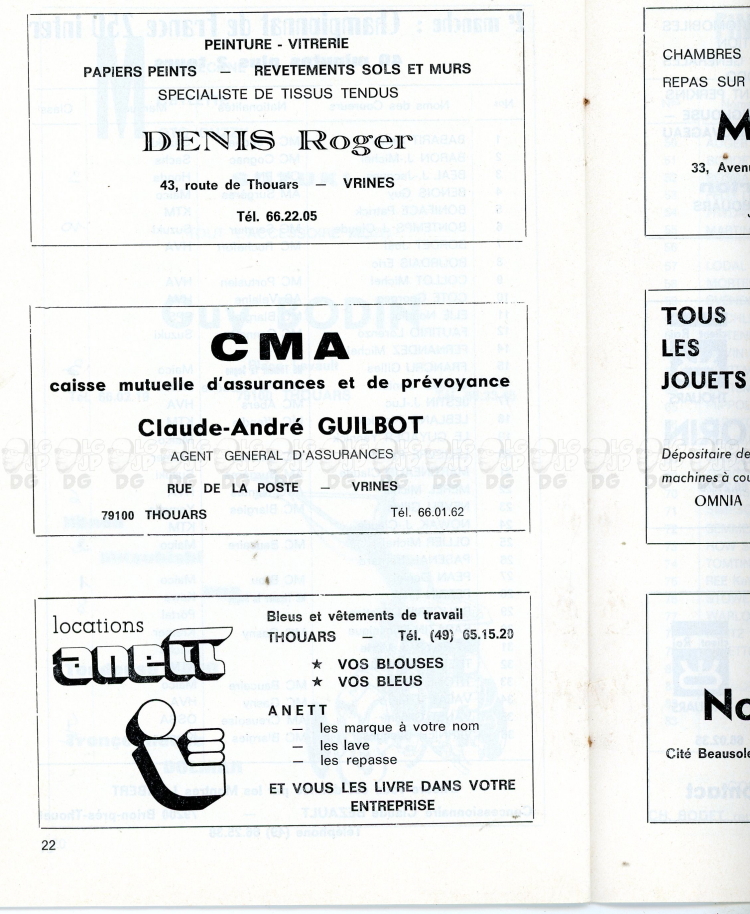 PEINTURE - VITRERIE
PAPIERS PEINTS — REVETEMENTS SOLS ET MURS
SPECIALISTE DE TISSUS TENDUS
DENIS Roger
43, route de Thouars — VRINES
Tél. 66.22.05
CMA
caisse mutuelle d'assurances et de prévoyance
Claude-André GUILBOT
AGENT GENERAL D'ASSURANCES
RUE DE LA POSTE — VRINES
79100 THOUARS Tél. 66.01.62
locations
anett
Bleus et vêtements de travail
THOUARS — Tél. (49) 65.15.20
★ VOS BLOUSES
★ VOS BLEUS
ANETT
— les marque à votre nom
— les lave
— les repasse
ET VOUS LES LIVRE DANS VOTRE
ENTREPRISE
22
CHAMBRES
REPAS SUR
M
33,
TOUS
LES
JOUETS
Dépositaire de
machines à
OMNIA
No
Cité